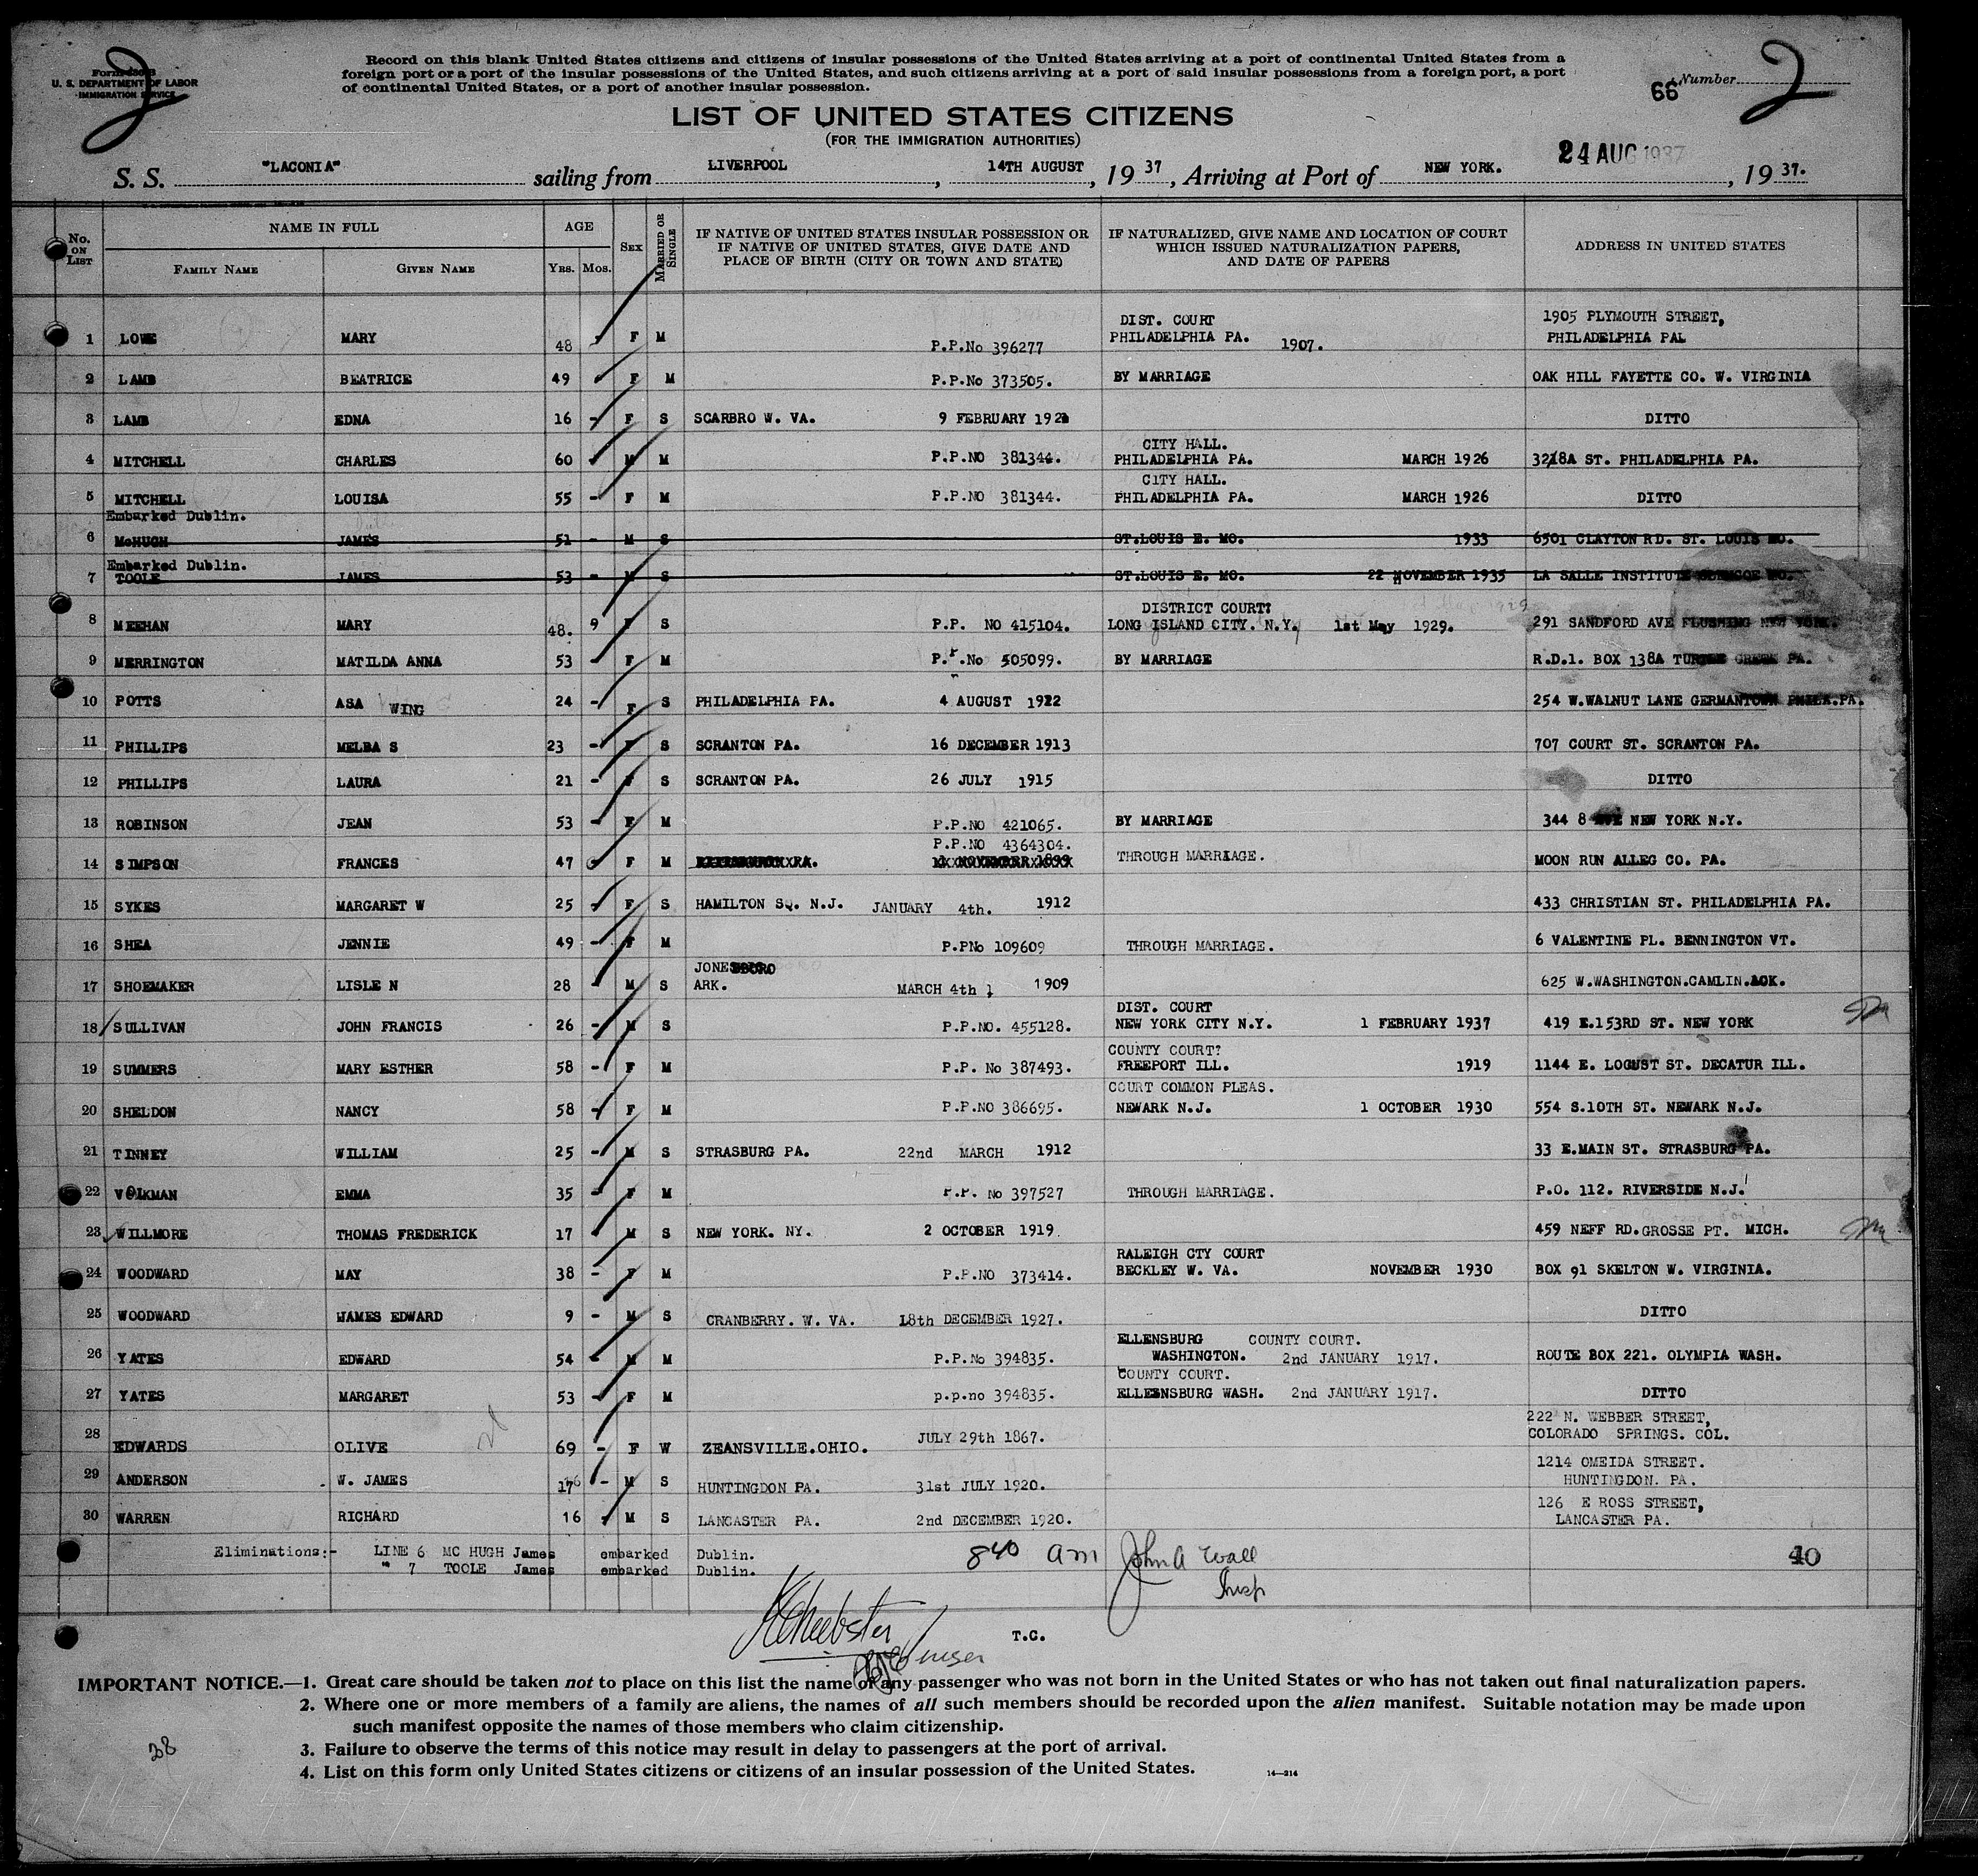 2
Form 630 B
U. S. DEPARTMENT OF LABOR
IMMIGRATION SERVICE
Record on this blank United States citizens and citizens of insular possessions of the United States arriving at a port of continental United States from a
foreign port or a port of the insular possessions of the United States, and such citizens arriving at a port of said insular possessions from a foreign port, a port
of continental United States, or a port of another insular possession.
66 Number 2
LIST OF UNITED STATES CITIZENS
(FOR THE IMMIGRATION AUTHORITIES)
S. S. "LACONIA" sailing from LIVERPOOL, 14TH AUGUST, 19 37, Arriving at Port of NEW YORK. 24 AUG 1937, 19 37.
No. ON LIST NAME IN FULL AGE SEX MARRIED OR SINGLE IF NATIVE OF UNITED STATES INSULAR POSSESSION OR IF NATIVE OF UNITED STATES, GIVE DATE AND PLACE OF BIRTH (CITY OR TOWN AND STATE) IF NATURALIZED, GIVE NAME AND LOCATION OF COURT WHICH ISSUED NATURALIZATION PAPERS, AND DATE OF PAPERS ADDRESS IN UNITED STATES
FAMILY NAME GIVEN NAME YRS. MOS.
DIST. COURT 1905 PLYMOUTH STREET,
1 LOWE MARY 48 F M P.P.No 396277 PHILADELPHIA PA. 1907. PHILADELPHIA PAL
2 LAMB BEATRICE 49 F M P.P.No 373505. BY MARRIAGE OAK HILL FAYETTE CO. W. VIRGINIA
3 LAMB EDNA 16 - F S SCARBRO W. VA. 9 FEBRUARY 192 DITTO
CITY HALL.
4 MITCHELL CHARLES 60 M M P.P.NO 381344. PHILADELPHIA PA. MARCH 1926 3218A ST. PHILADELPHIA PA.
CITY HALL.
5 MITCHELL LOUISA 55 - F M P.P.NO 381344. PHILADELPHIA PA. MARCH 1926 DITTO
Embarked Dublin.
6 McHUGH JAMES 51 - M S ST.LOUIS E. MO. 1933 6501 CLAYTON RD. ST. LOUIS MO.
Embarked Dublin.
7 TOOLE JAMES 53 - M S ST.LOUIS E. MO. 22 NOVEMBER 1935 LA SALLE INSTITUTE GLENCOE MO.
DISTRICT COURT?
8 MEEHAN MARY 48. 9 F S P.P. NO 415104. LONG ISLAND CITY. N.Y. 1st May 1929. 291 SANDFORD AVE FLUSHING NEW YORK.
9 MERRINGTON MATILDA ANNA 53 F M P.P.No 505099. BY MARRIAGE R.D.1. BOX 138A TURTLE CREEK PA.
10 POTTS ASA WING 24 - F S PHILADELPHIA PA. 4 AUGUST 1922 254 W.WALNUT LANE GERMANTOWN PHILA.PA.
11 PHILLIPS MELBA S 23 - F S SCRANTON PA. 16 DECEMBER 1913 707 COURT ST. SCRANTON PA.
12 PHILLIPS LAURA 21 - F S SCRANTON PA. 26 JULY 1915 DITTO
13 ROBINSON JEAN 53 - F M P.P.NO 421065. BY MARRIAGE 344 8 AVE NEW YORK N.Y.
P.P.NO 4364304.
14 SIMPSON FRANCES 47 F M THROUGH MARRIAGE. MOON RUN ALLEG CO. PA.
15 SYKES MARGARET W 25 - F S HAMILTON SQ. N.J. JANUARY 4th. 1912 433 CHRISTIAN ST. PHILADELPHIA PA.
16 SHEA JENNIE 49 - F M P.PNo 109609 THROUGH MARRIAGE. 6 VALENTINE PL. BENNINGTON VT.
JONESBORO
17 SHOEMAKER LISLE N 28 - M S ARK. MARCH 4th 1909 625 W.WASHINGTON.CAMLIN.AOK.
DIST. COURT
18 SULLIVAN JOHN FRANCIS 26 - M S P.P.NO. 455128. NEW YORK CITY N.Y. 1 FEBRUARY 1937 419 E.153RD ST. NEW YORK
COUNTY COURT?
19 SUMMERS MARY ESTHER 58 - F M P.P. No 387493. FREEPORT ILL. 1919 1144 E. LOCUST ST. DECATUR ILL.
COURT COMMON PLEAS.
20 SHELDON NANCY 58 - F M P.P.NO 386695. NEWARK N.J. 1 OCTOBER 1930 554 S.10TH ST. NEWARK N.J.
21 TINNEY WILLIAM 25 - M S STRASBURG PA. 22nd MARCH 1912 33 E.MAIN ST. STRASBURG PA.
22 VOLKMAN EMMA 35 - F M P.P. No 397527 THROUGH MARRIAGE. P.O. 112. RIVERSIDE N.J.
23 WILLMORE THOMAS FREDERICK 17 M S NEW YORK. NY. 2 OCTOBER 1919 459 NEFF RD.GROSSE PT. MICH.
RALEIGH CTY COURT
24 WOODWARD MAY 38 - F M P.P.NO 373414. BECKLEY W. VA. NOVEMBER 1930 BOX 91 SKELTON W. VIRGINIA.
25 WOODWARD JAMES EDWARD 9 - M S CRANBERRY. W. VA. 18th DECEMBER 1927. DITTO
ELLENSBURG COUNTY COURT.
26 YATES EDWARD 54 - M M P.P.No 394835. WASHINGTON. 2nd JANUARY 1917. ROUTE BOX 221. OLYMPIA WASH.
COUNTY COURT.
27 YATES MARGARET 53 - F M p.p.no 394835. ELLENSBURG WASH. 2nd JANUARY 1917. DITTO
222 N. WEBBER STREET,
28 EDWARDS OLIVE 69 - F W ZEANSVILLE.OHIO. JULY 29th 1867. COLORADO SPRINGS. COL.
1214 OMEIDA STREET.
29 ANDERSON W. JAMES 17 - M S HUNTINGDON PA. 31st JULY 1920. HUNTINGDON. PA.
126 E ROSS STREET,
30 WARREN RICHARD 16 M S LANCASTER PA. 2nd DECEMBER 1920. LANCASTER PA.
Eliminations:- LINE 6 MC HUGH James embarked Dublin. 840 am John A Wall 40
" 7 TOOLE James embarked Dublin. Insp
T.C.
IMPORTANT NOTICE.—1. Great care should be taken not to place on this list the name of any passenger who was not born in the United States or who has not taken out final naturalization papers.
2. Where one or more members of a family are aliens, the names of all such members should be recorded upon the alien manifest. Suitable notation may be made upon
such manifest opposite the names of those members who claim citizenship.
3. Failure to observe the terms of this notice may result in delay to passengers at the port of arrival.
4. List on this form only United States citizens or citizens of an insular possession of the United States.
14—214
38